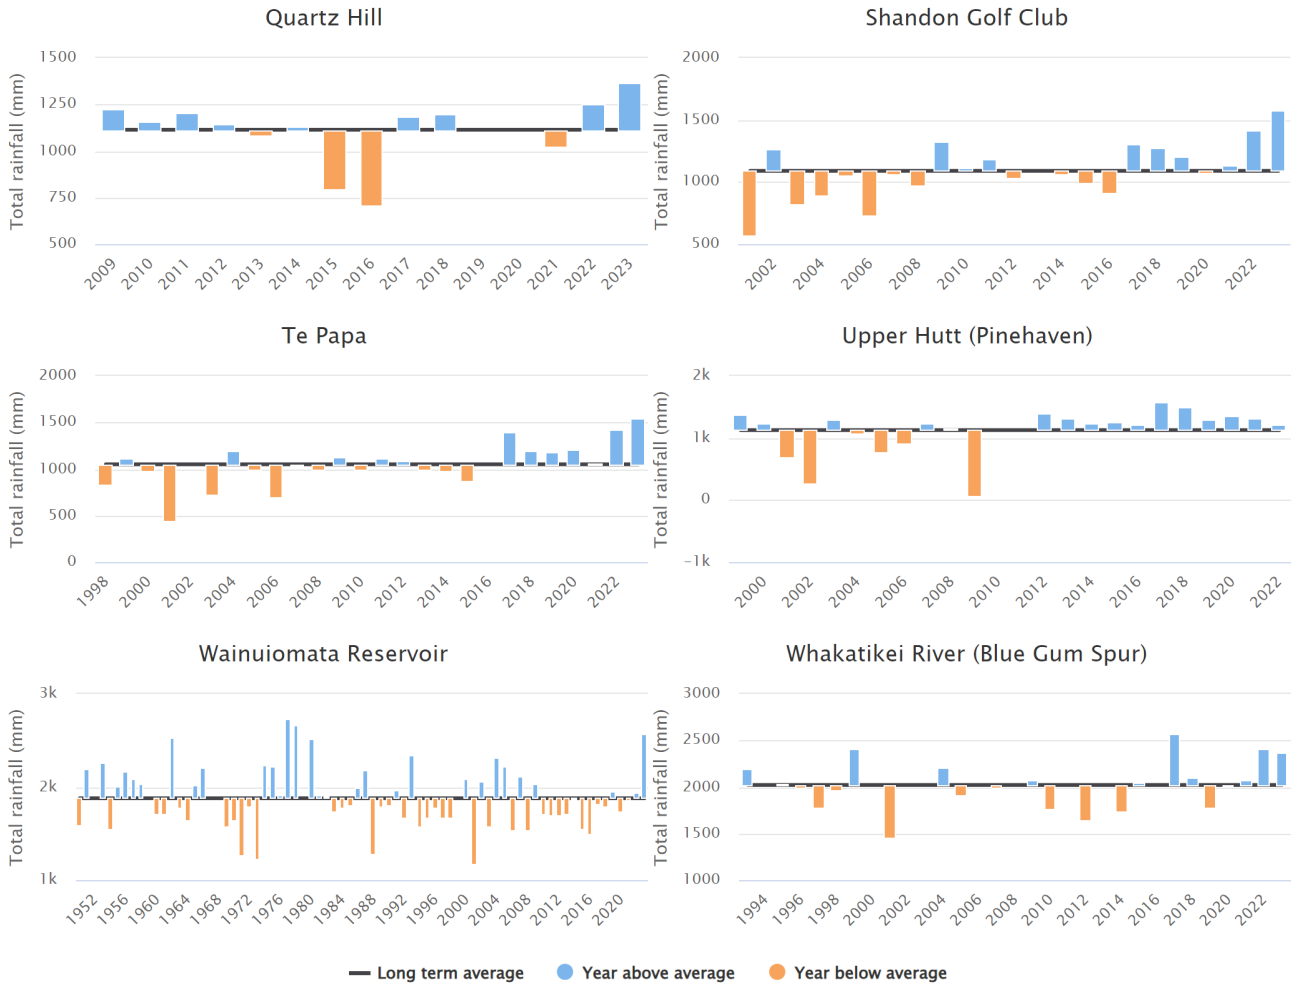 Quartz Hill
Total rainfall (mm)
1500
1250
1000
750
500
2009 2010 2011 2012 2013 2014 2015 2016 2017 2018 2019 2020 2021 2022 2023
Shandon Golf Club
Total rainfall (mm)
2000
1500
1000
500
2002 2004 2006 2008 2010 2012 2014 2016 2018 2020 2022
Te Papa
Total rainfall (mm)
2000
1500
1000
500
0
1998 2000 2002 2004 2006 2008 2010 2012 2014 2016 2018 2020 2022
Upper Hutt (Pinehaven)
Total rainfall (mm)
2k
1k
0
-1k
2000 2002 2004 2006 2008 2010 2012 2014 2016 2018 2020 2022
Wainuiomata Reservoir
Total rainfall (mm)
3k
2k
1k
1952 1956 1960 1964 1968 1972 1976 1980 1984 1988 1992 1996 2000 2004 2008 2012 2016 2020
Whakatikei River (Blue Gum Spur)
Total rainfall (mm)
3000
2500
2000
1500
1000
1994 1996 1998 2000 2002 2004 2006 2008 2010 2012 2014 2016 2018 2020 2022
Long term average Year above average Year below average